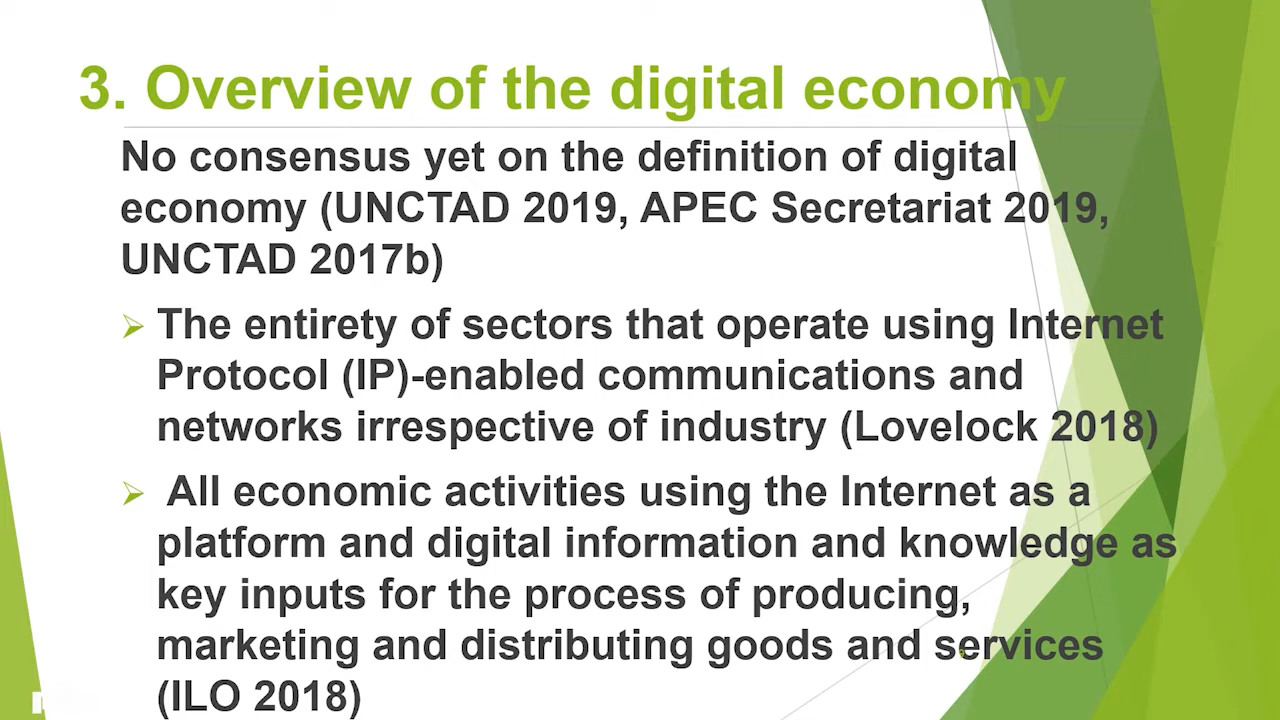 3. Overview of the digital economy
No consensus yet on the definition of digital
economy (UNCTAD 2019, APEC Secretariat 2019,
UNCTAD 2017b)
The entirety of sectors that operate using Internet
Protocol (IP)-enabled communications and
networks irrespective of industry (Lovelock 2018)
All economic activities using the Internet as a
platform and digital information and knowledge as
key inputs for the process of producing,
marketing and distributing goods and services
(ILO 2018)